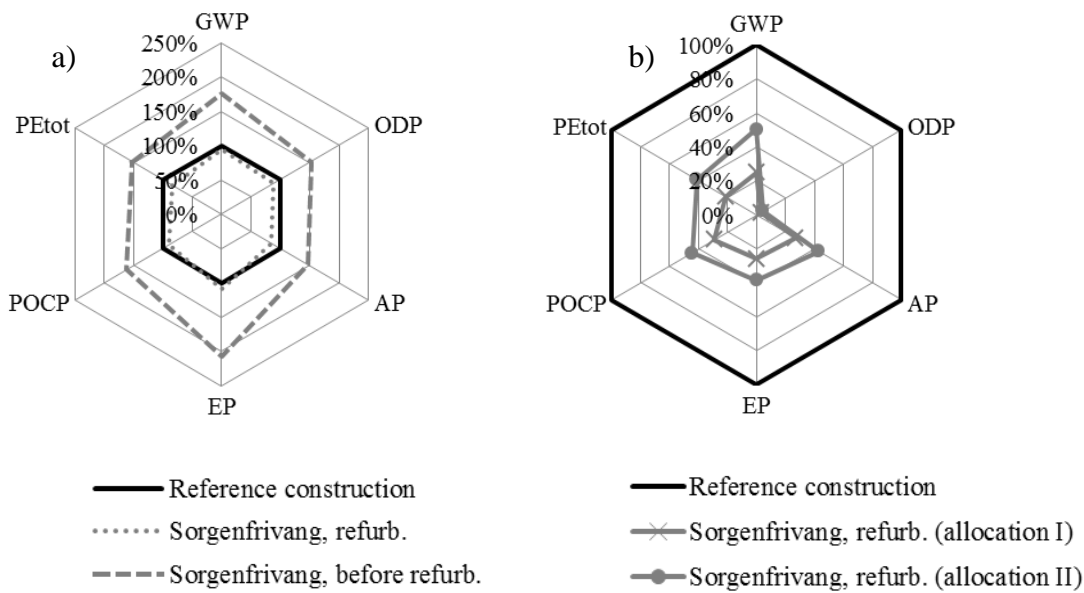 a)
GWP
250%
200%
150%
100%
50%
0%
ODP
AP
EP
POCP
PEtot
Reference construction
Sorgenfrivang, refurb.
Sorgenfrivang, before refurb.
b)
GWP
100%
80%
60%
40%
20%
0%
ODP
AP
EP
POCP
PEtot
Reference construction
Sorgenfrivang, refurb. (allocation I)
Sorgenfrivang, refurb. (allocation II)